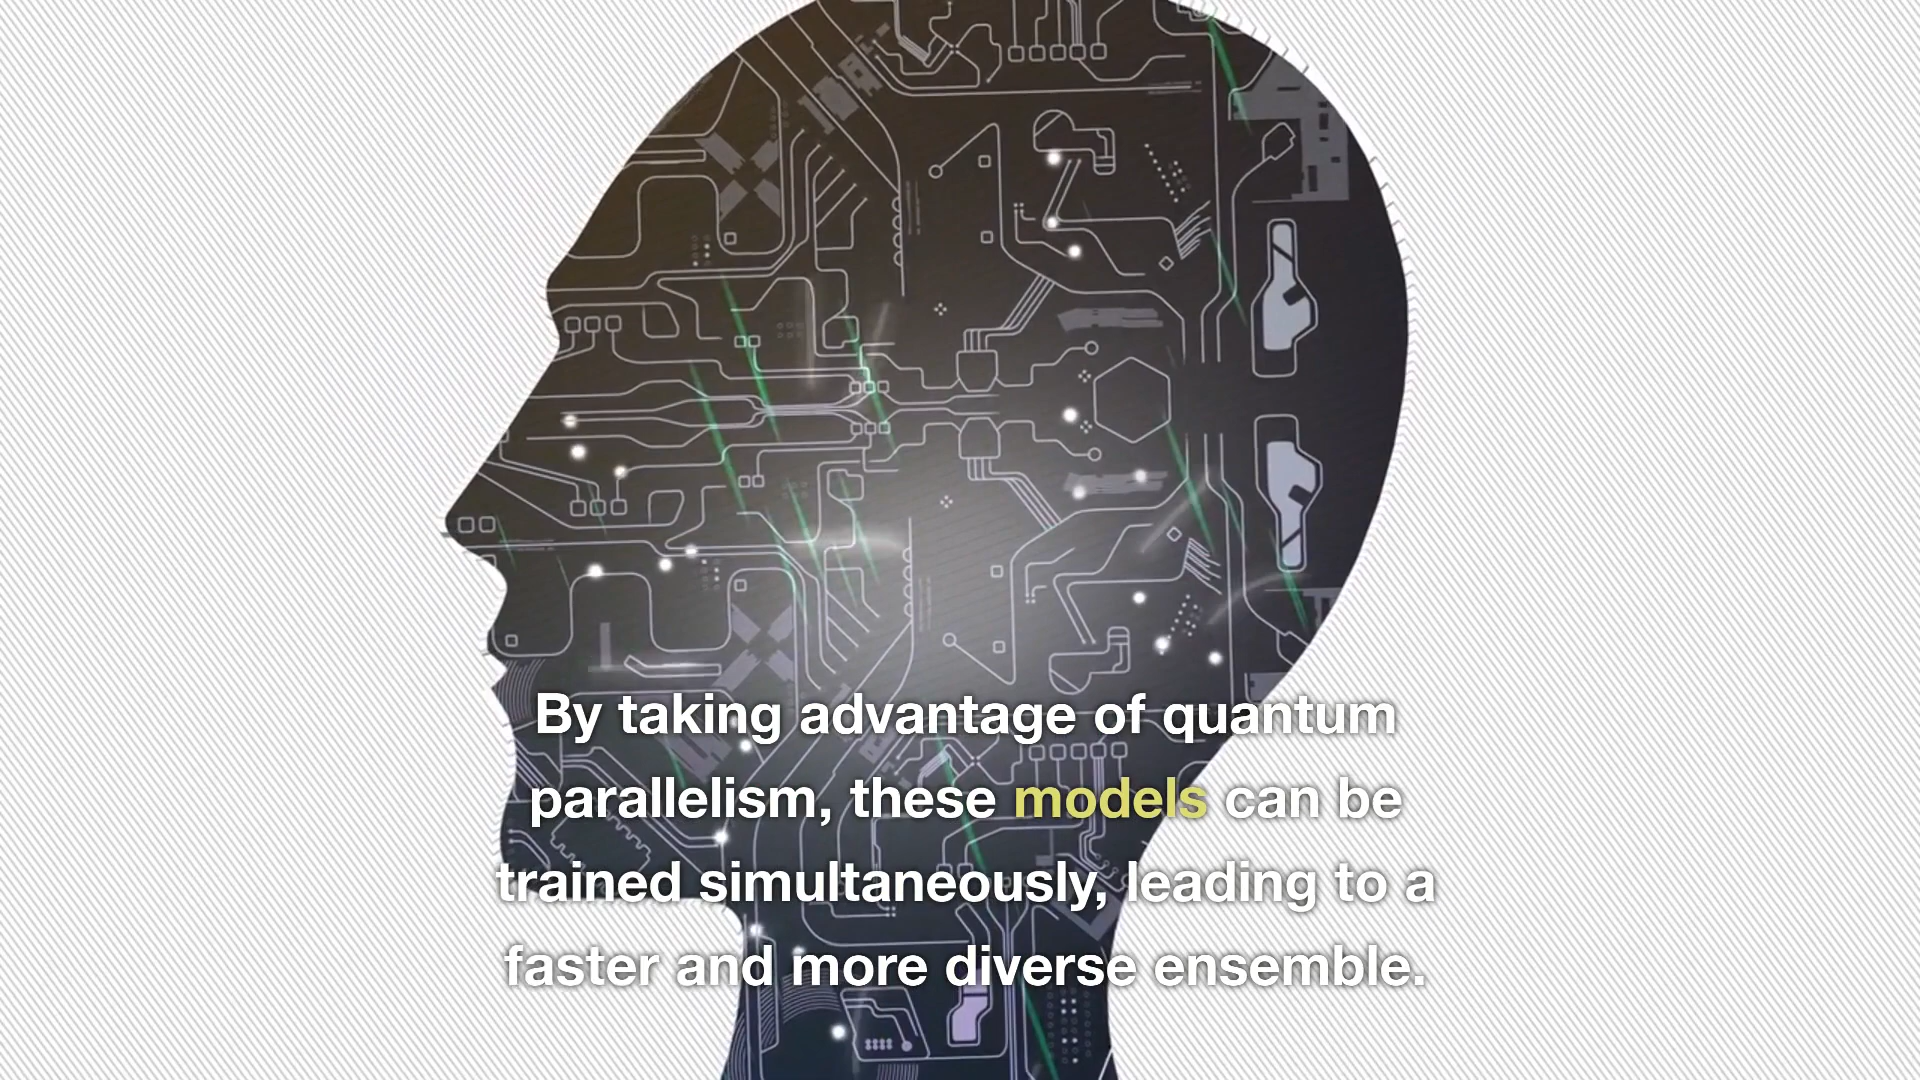 By taking advantage of quantum
parallelism, these models can be
trained simultaneously, leading to a
faster and more diverse ensemble.